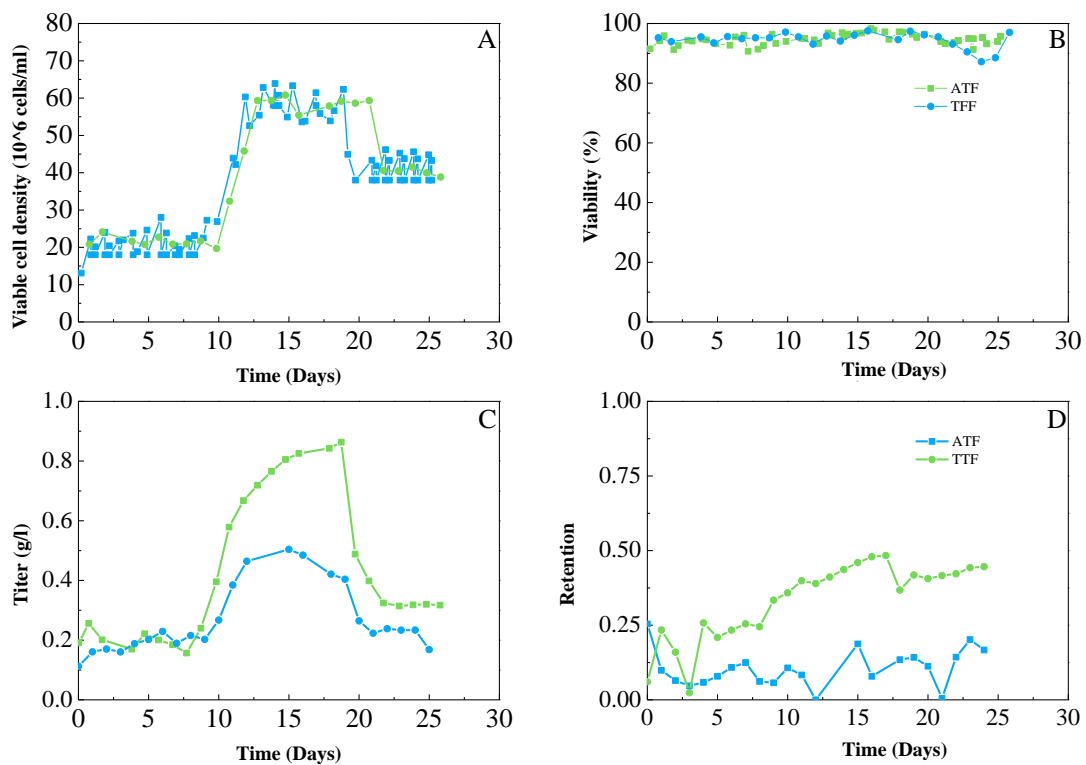 A
Viable cell density (10^6 cells/ml)
80
70
60
50
40
30
20
10
0
0 5 10 15 20 25 30
Time (Days)
B
Viability (%)
100
80
60
40
20
0
ATF
TFF
0 5 10 15 20 25 30
Time (Days)
C
Titer (g/l)
1.0
0.8
0.6
0.4
0.2
0.0
0 5 10 15 20 25 30
Time (Days)
D
Retention
1.00
0.75
0.50
0.25
0.00
ATF
TTF
0 5 10 15 20 25 30
Time (Days)